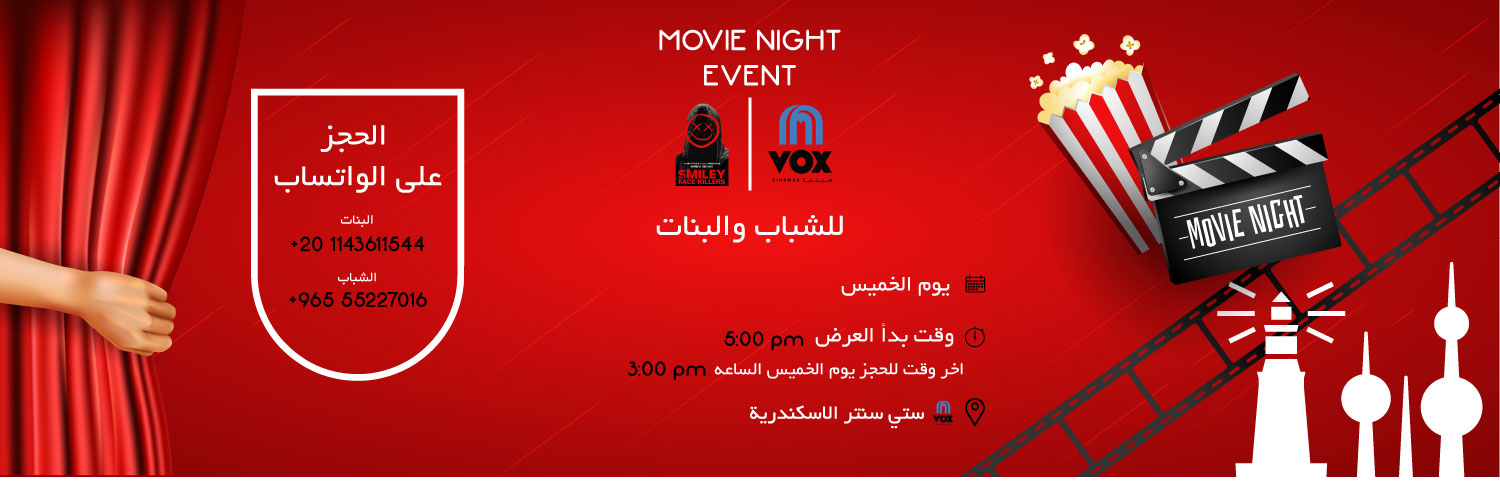 MOVIE NIGHT
EVENT
SMILEY
FACE KILLERS
VOX
CINEMAS سينما
للشباب والبنات
يوم الخميس
وقت بدأ العرض 5:00 pm
اخر وقت للحجز يوم الخميس الساعه 3:00 pm
VOX ستي سنتر الاسكندرية
الحجز
على الواتساب
البنات
+20 1143611544
الشباب
+965 55227016
MOVIE NIGHT